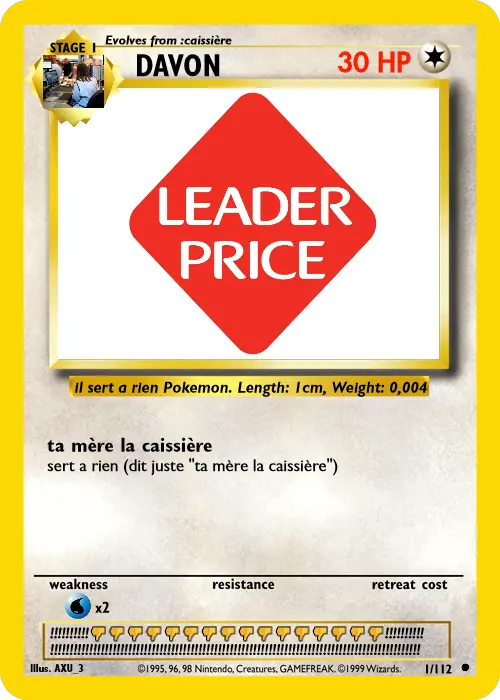 STAGE 1
Evolves from :caissière
DAVON
30 HP
LEADER
PRICE
il sert a rien Pokemon. Length: 1cm, Weight: 0,004
ta mère la caissière
sert a rien (dit juste "ta mère la caissière")
weakness
resistance
retreat cost
x2
!!!!!!!!!!👎👎👎👎👎👎👎👎👎👎👎👎👎👎👎👎!!!!!!!!!!
!!!!!!!!!!!!!!!!!!!!!!!!!!!!!!!!!!!!!!!!!!!!!!!!!!!!!!!!!!!!!!!!!!!!!!!!!!!!!!!!!!!!!!!!!!!!!!!!
Illus. AXU_3
©1995, 96, 98 Nintendo, Creatures, GAMEFREAK. ©1999 Wizards.
1/112